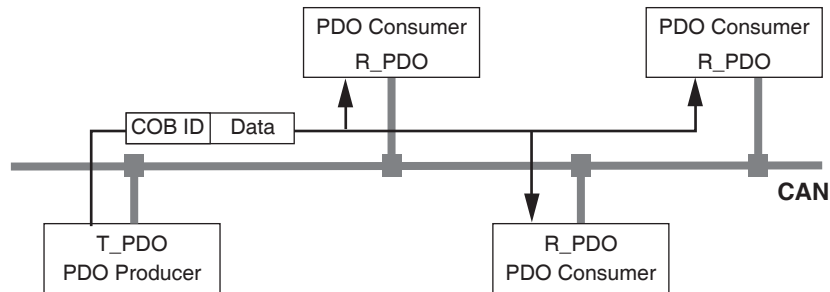 PDO Consumer
R_PDO
PDO Consumer
R_PDO
COB ID
Data
CAN
T_PDO
PDO Producer
R_PDO
PDO Consumer